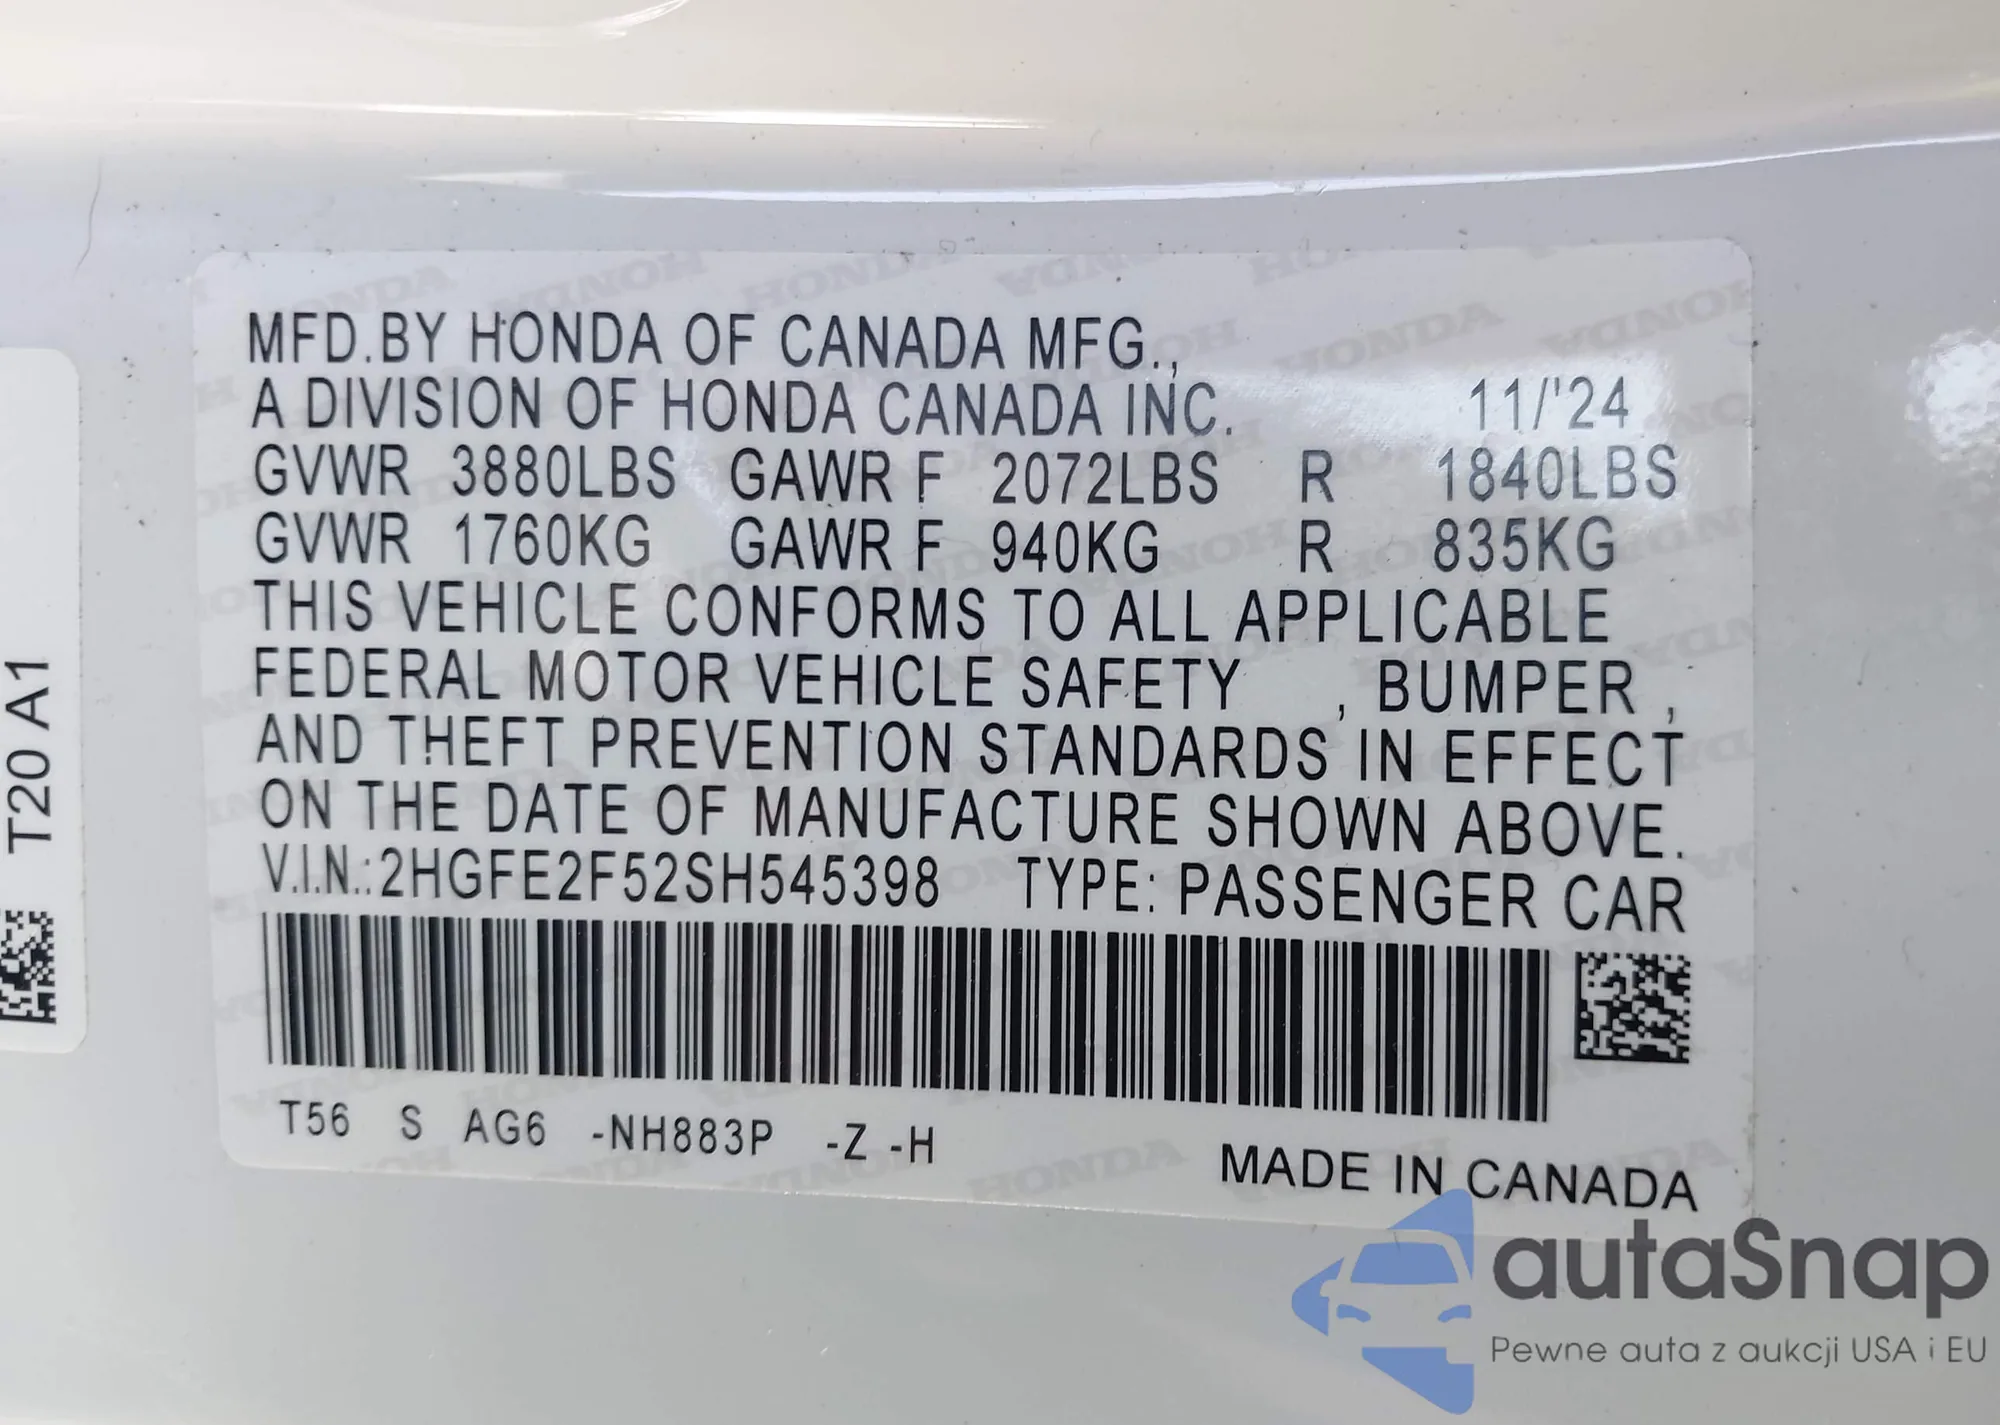 MFD.BY HONDA OF CANADA MFG.,
A DIVISION OF HONDA CANADA INC. 11/'24
GVWR 3880LBS GAWR F 2072LBS R 1840LBS
GVWR 1760KG GAWR F 940KG R 835KG
THIS VEHICLE CONFORMS TO ALL APPLICABLE
FEDERAL MOTOR VEHICLE SAFETY , BUMPER ,
AND THEFT PREVENTION STANDARDS IN EFFECT
ON THE DATE OF MANUFACTURE SHOWN ABOVE.
V.I.N.:2HGFE2F52SH545398 TYPE: PASSENGER CAR
T56 S AG6 -NH883P -Z -H
MADE IN CANADA
T20 A1
autaSnap
Pewne auta z aukcji USA i EU